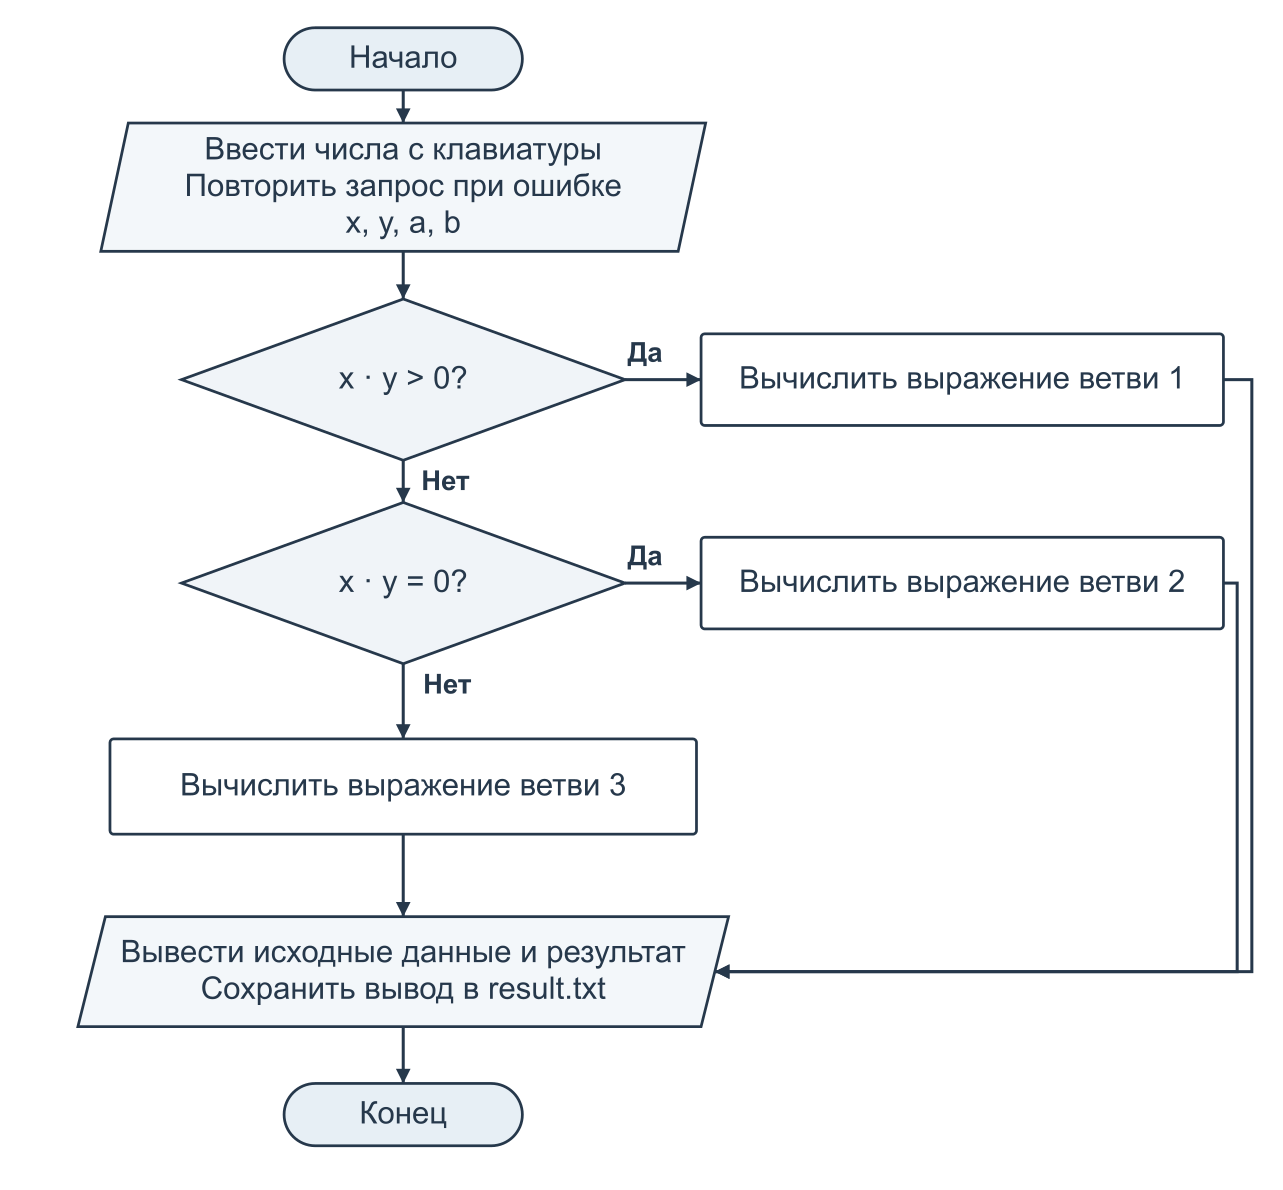 Начало
Ввести числа с клавиатуры
Повторить запрос при ошибке
x, y, a, b
x · y > 0?
Да
Вычислить выражение ветви 1
Нет
x · y = 0?
Да
Вычислить выражение ветви 2
Нет
Вычислить выражение ветви 3
Вывести исходные данные и результат
Сохранить вывод в result.txt
Конец